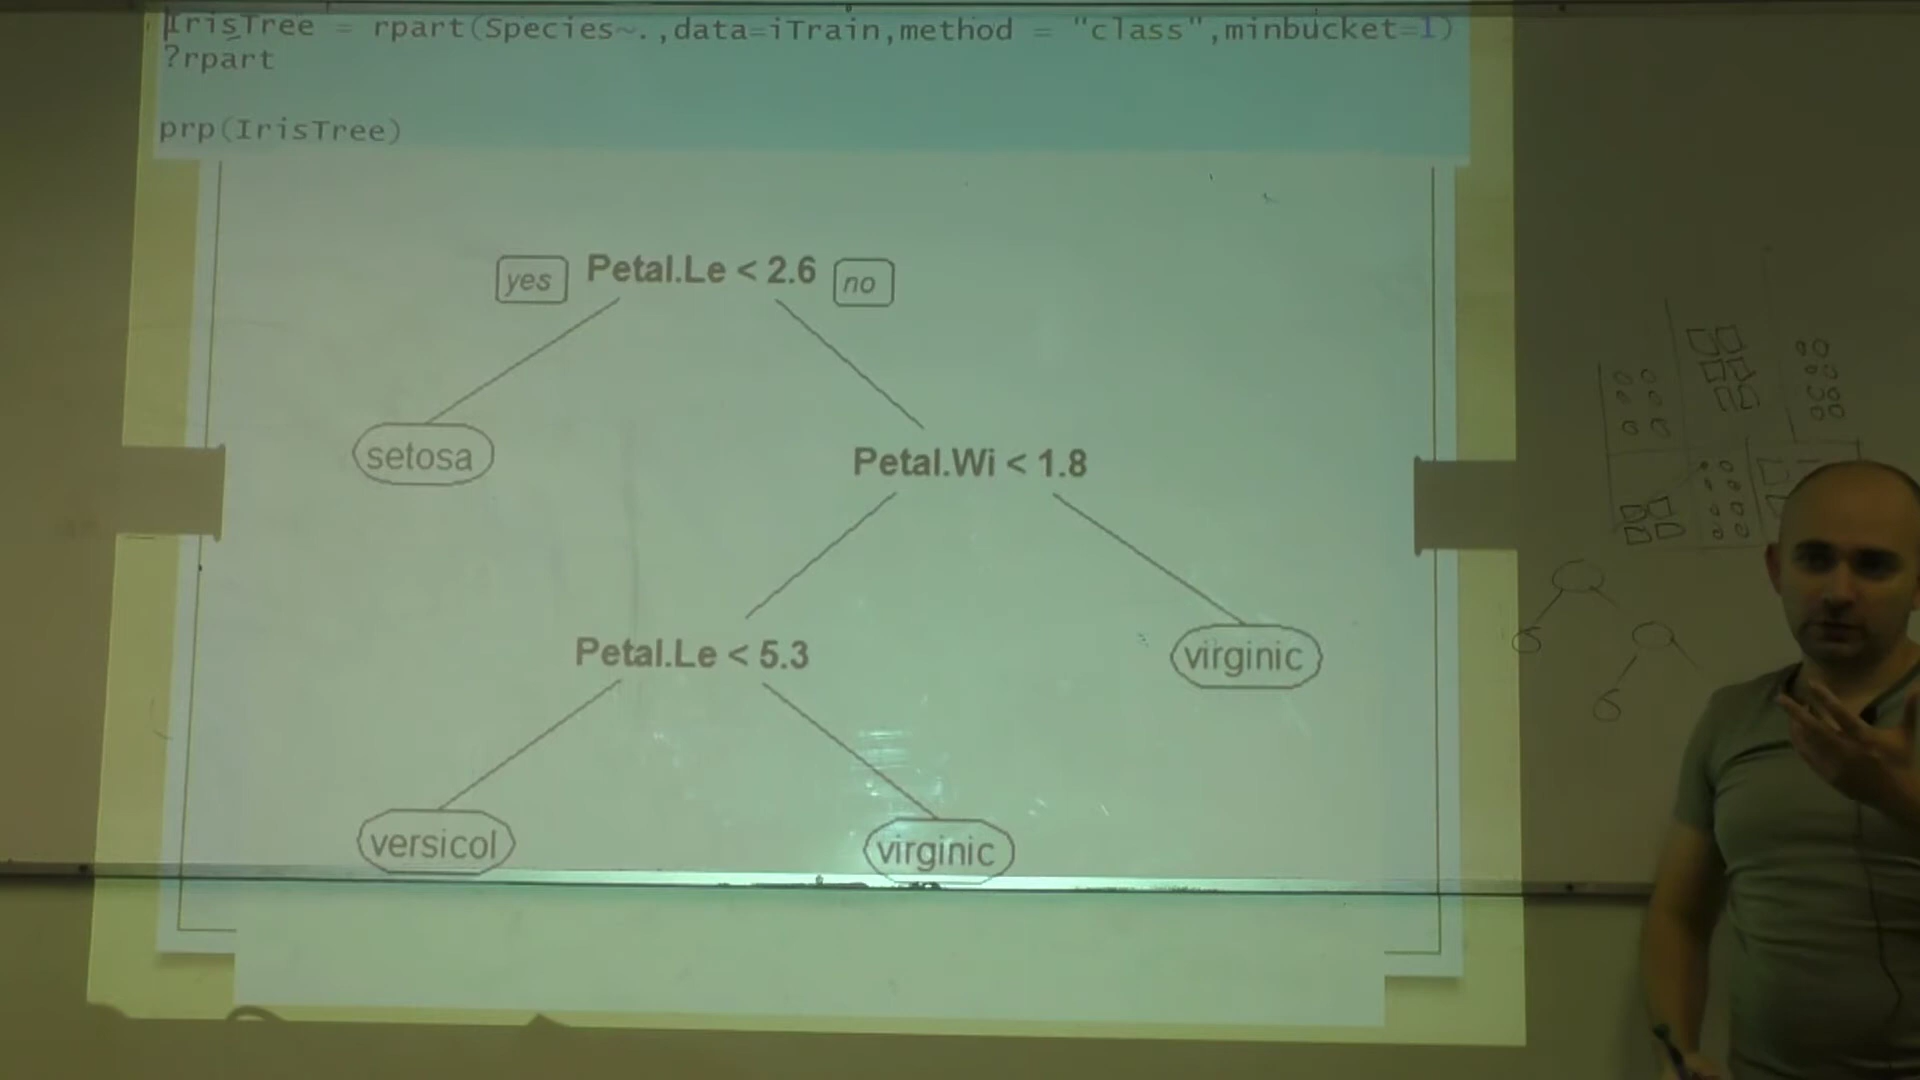 IrisTree = rpart(Species~.,data=iTrain,method = "class",minbucket=1)
?rpart
prp(IrisTree)
yes Petal.Le < 2.6 no
setosa
Petal.Wi < 1.8
Petal.Le < 5.3
virginic
versicol
virginic